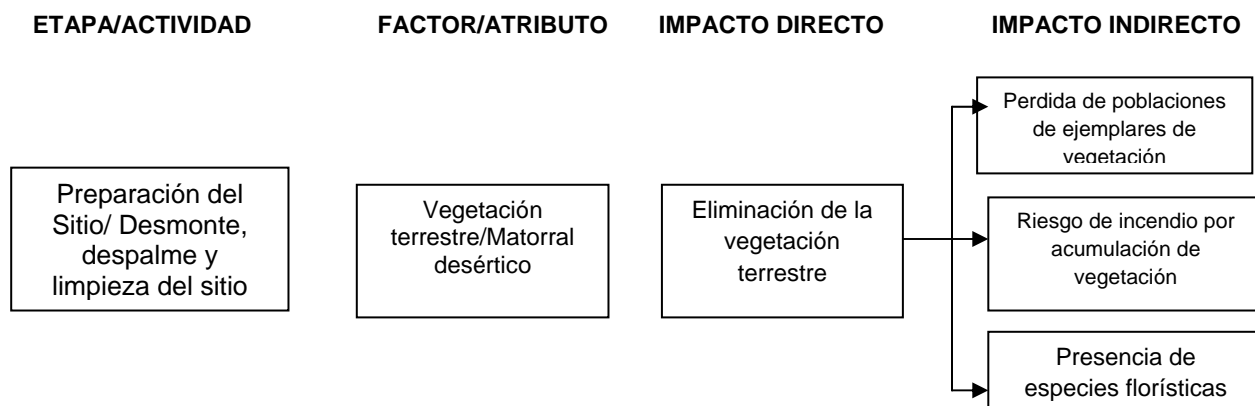 ETAPA/ACTIVIDAD
FACTOR/ATRIBUTO
IMPACTO DIRECTO
IMPACTO INDIRECTO
Preparación del
Sitio/ Desmonte,
despalme y
limpieza del sitio
Vegetación
terrestre/Matorral
desértico
Eliminación de la
vegetación
terrestre
Perdida de poblaciones
de ejemplares de
vegetación
Riesgo de incendio por
acumulación de
vegetación
Presencia de
especies florísticas